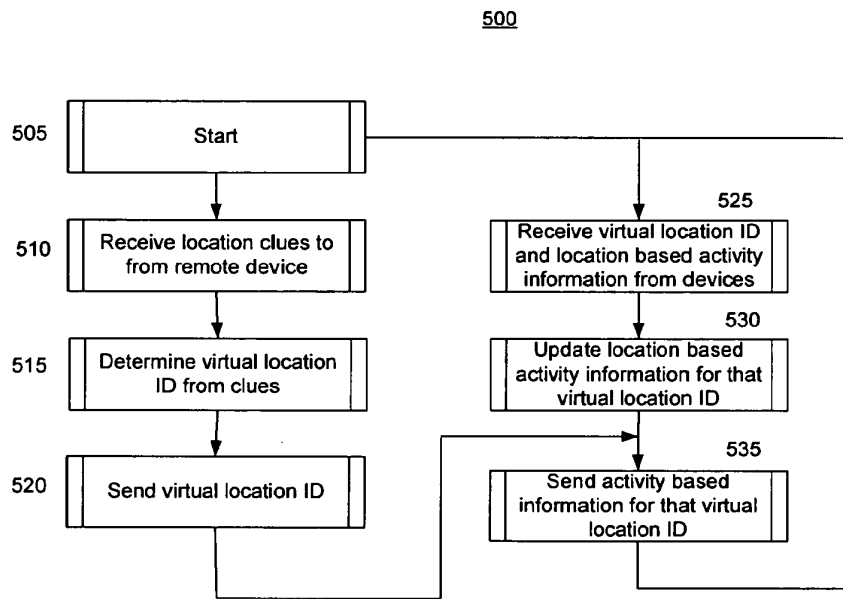 500
505
Start
510
Receive location clues to
from remote device
515
Determine virtual location
ID from clues
520
Send virtual location ID
525
Receive virtual location ID
and location based activity
information from devices
530
Update location based
activity information for that
virtual location ID
535
Send activity based
information for that virtual
location ID